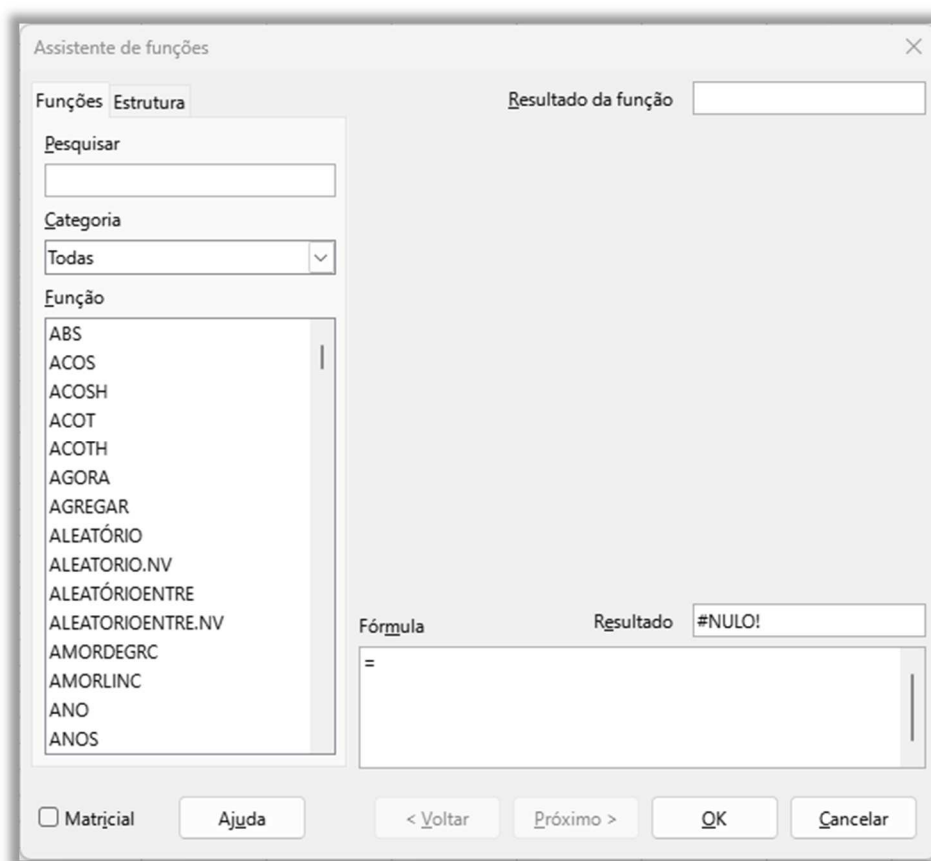 Assistente de funções
Funções Estrutura
Resultado da função
Pesquisar
Categoria
Todas
Função
ABS
ACOS
ACOSH
ACOT
ACOTH
AGORA
AGREGAR
ALEATÓRIO
ALEATORIO.NV
ALEATÓRIOENTRE
ALEATORIOENTRE.NV
AMORDEGRC
AMORLINC
ANO
ANOS
Fórmula
Resultado #NULO!
=
Matricial
Ajuda
< Voltar
Próximo >
OK
Cancelar